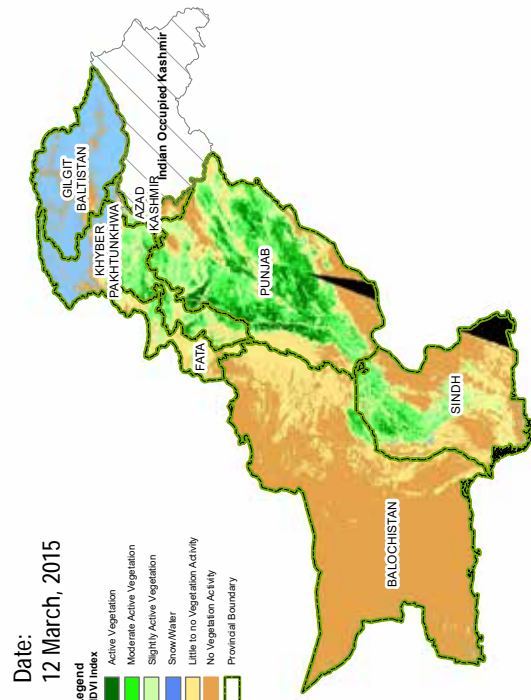 Date:
12 March, 2015
Legend
NDVI Index
Active Vegetation
Moderate Active Vegetation
Slightly Active Vegetation
Snow/Water
Little to no Vegetation Activity
No Vegetation Activity
Provincial Boundary
GILGIT
BALTISTAN
KHYBER
PAKHTUNKHWA
AZAD
KASHMIR
Indian Occupied Kashmir
FATA
PUNJAB
BALOCHISTAN
SINDH